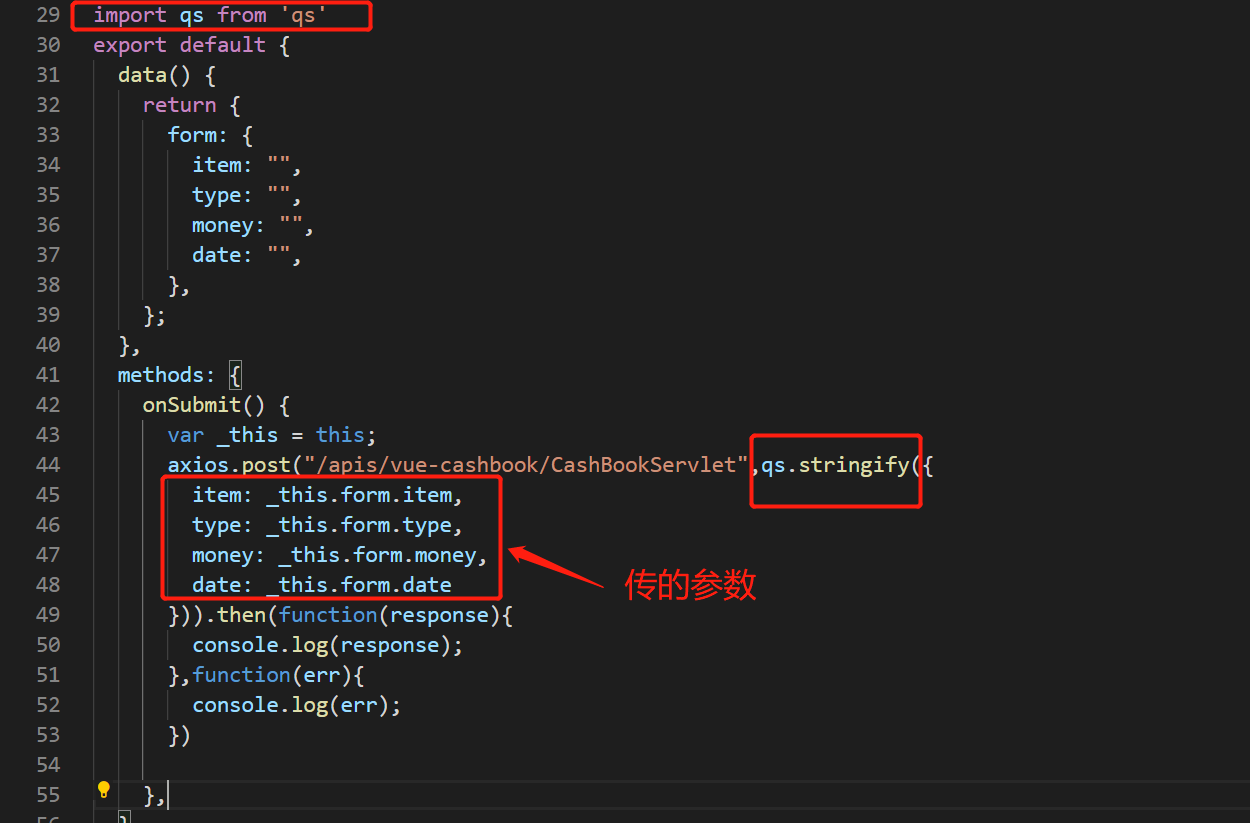 29 import qs from 'qs'
30 export default {
31 data() {
32 return {
33 form: {
34 item: "",
35 type: "",
36 money: "",
37 date: "",
38 },
39 };
40 },
41 methods: {
42 onSubmit() {
43 var _this = this;
44 axios.post("/apis/vue-cashbook/CashBookServlet",qs.stringify({
45 item: _this.form.item,
46 type: _this.form.type,
47 money: _this.form.money,
48 date: _this.form.date
传的参数
49 })).then(function(response){
50 console.log(response);
51 },function(err){
52 console.log(err);
53 })
54
55 },
56 }